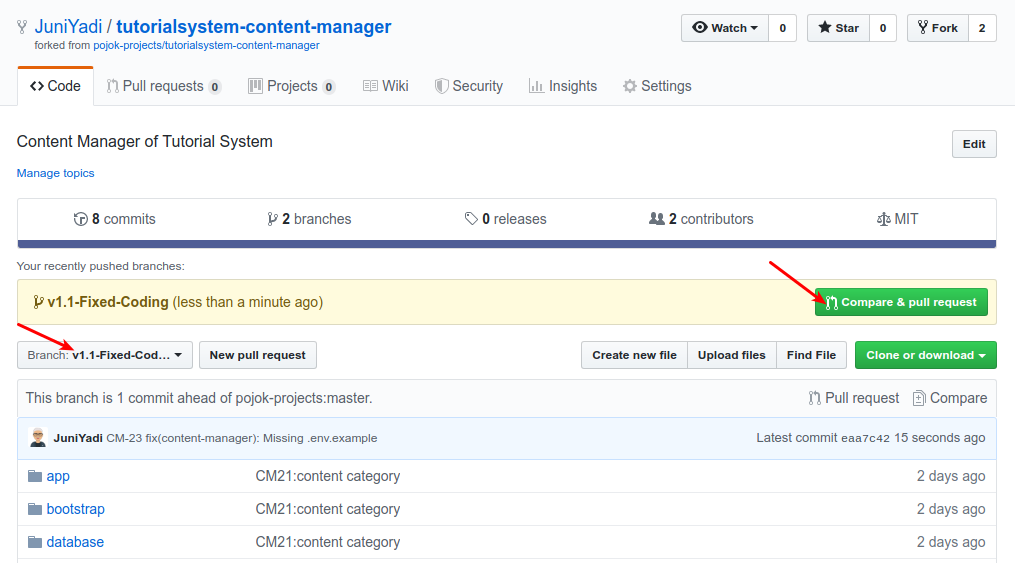 JuniYadi / tutorialsystem-content-manager
Watch 0 Star 0 Fork 2
forked from pojok-projects/tutorialsystem-content-manager
Code Pull requests 0 Projects 0 Wiki Security Insights Settings
Content Manager of Tutorial System
Edit
Manage topics
8 commits 2 branches 0 releases 2 contributors MIT
Your recently pushed branches:
v1.1-Fixed-Coding (less than a minute ago) Compare & pull request
Branch: v1.1-Fixed-Cod... New pull request Create new file Upload files Find File Clone or download
This branch is 1 commit ahead of pojok-projects:master. Pull request Compare
JuniYadi CM-23 fix(content-manager): Missing .env.example Latest commit eaa7c42 15 seconds ago
app CM21:content category 2 days ago
bootstrap CM21:content category 2 days ago
database CM21:content category 2 days ago